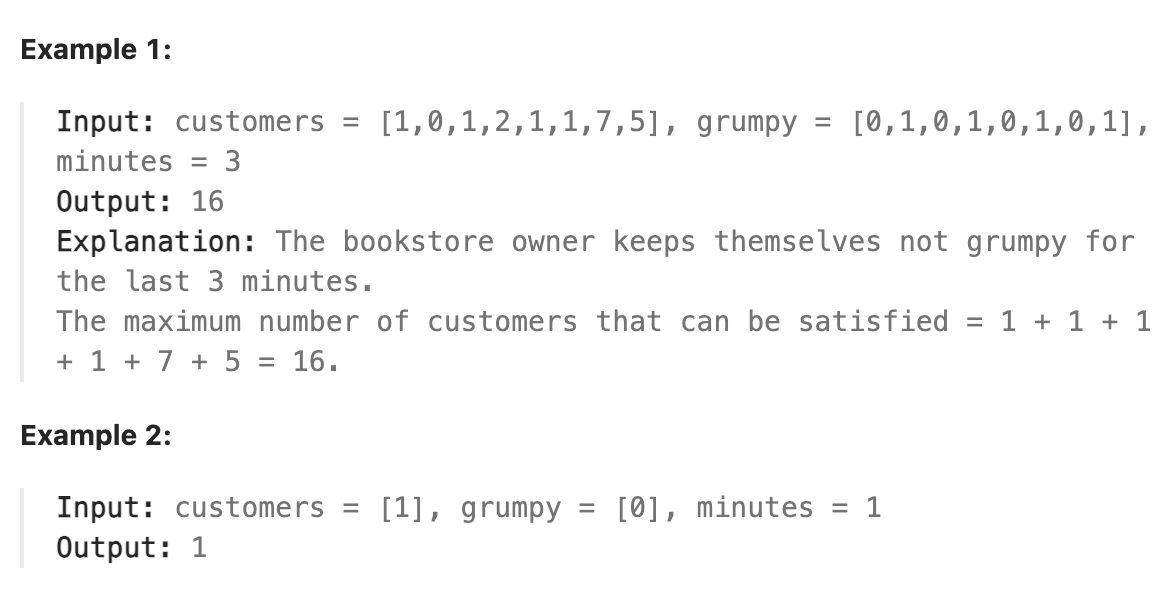 Example 1:
Input: customers = [1,0,1,2,1,1,7,5], grumpy = [0,1,0,1,0,1,0,1],
minutes = 3
Output: 16
Explanation: The bookstore owner keeps themselves not grumpy for
the last 3 minutes.
The maximum number of customers that can be satisfied = 1 + 1 + 1
+ 1 + 7 + 5 = 16.
Example 2:
Input: customers = [1], grumpy = [0], minutes = 1
Output: 1